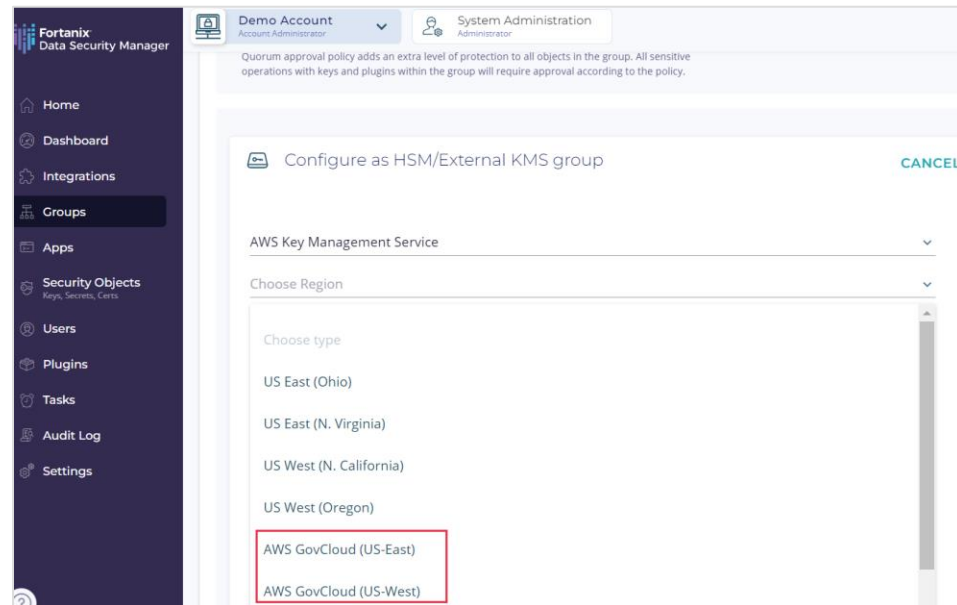 Fortanix
Data Security Manager
Home
Dashboard
Integrations
Groups
Apps
Security Objects
Keys, Secrets, Certs
Users
Plugins
Tasks
Audit Log
Settings
?
Demo Account
Account Administrator
System Administration
Administrator
Quorum approval policy adds an extra level of protection to all objects in the group. All sensitive
operations with keys and plugins within the group will require approval according to the policy.
Configure as HSM/External KMS group
CANCEL
AWS Key Management Service
Choose Region
Choose type
US East (Ohio)
US East (N. Virginia)
US West (N. California)
US West (Oregon)
AWS GovCloud (US-East)
AWS GovCloud (US-West)